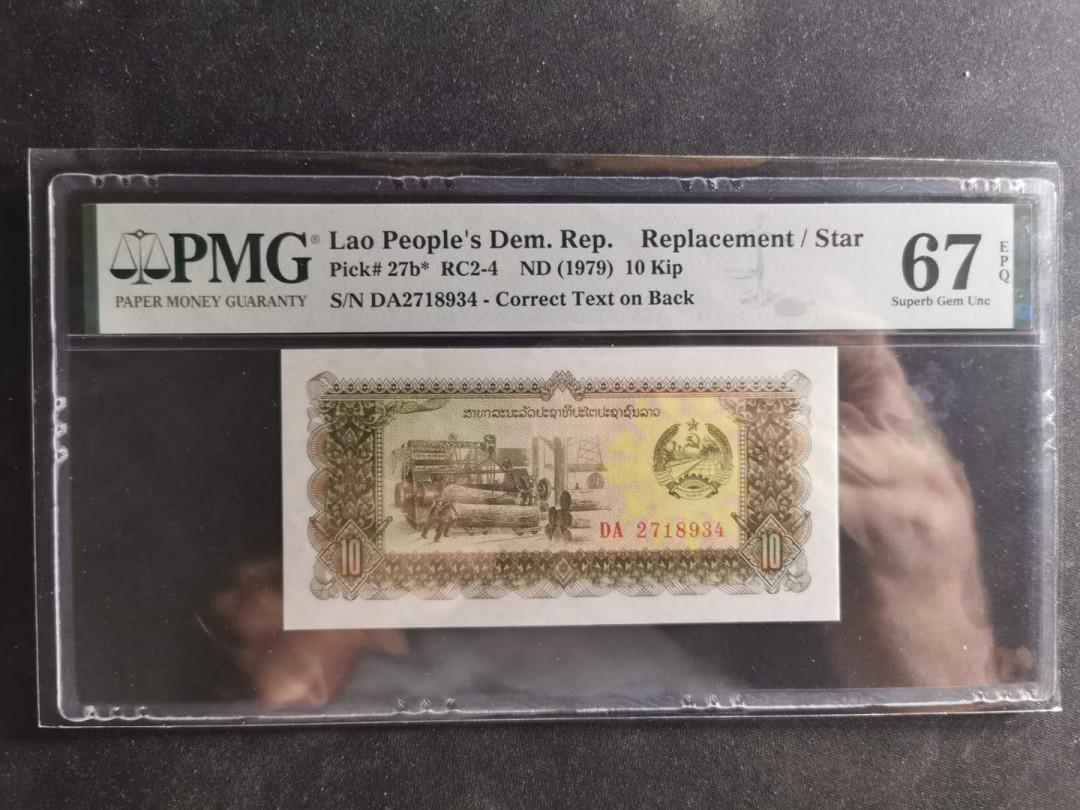 PMG®
PAPER MONEY GUARANTY
Lao People's Dem. Rep. Replacement / Star
Pick# 27b* RC2-4 ND (1979) 10 Kip
S/N DA2718934 - Correct Text on Back
67 EPQ
Superb Gem Unc
ສາທາລະນະລັດປະຊາທິປະໄຕປະຊາຊົນລາວ
DA 2718934
10 10